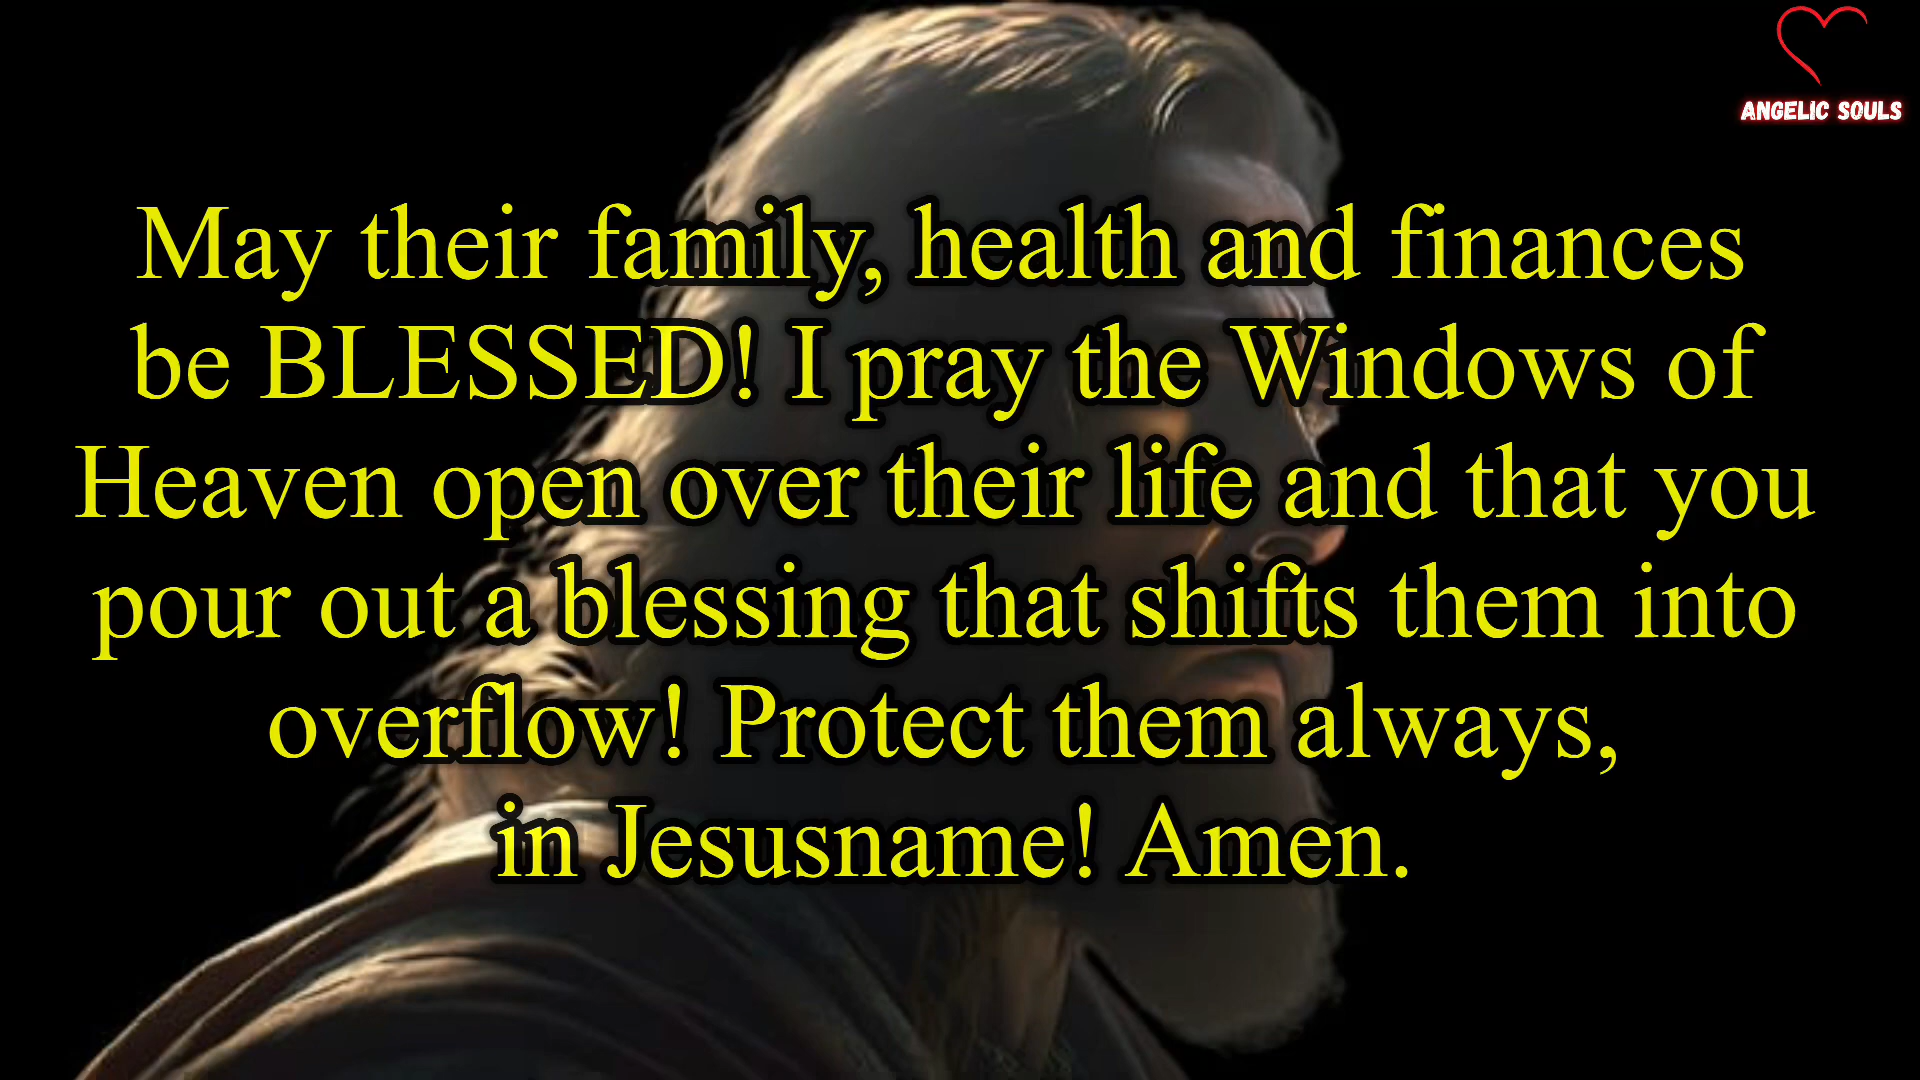 ANGELIC SOULS
May their family, health and finances
be BLESSED! I pray the Windows of
Heaven open over their life and that you
pour out a blessing that shifts them into
overflow! Protect them always,
in Jesusname! Amen.